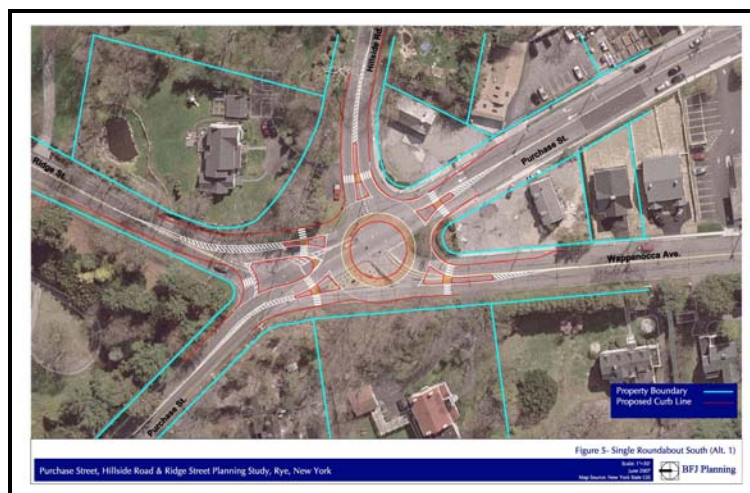 Hillside Rd.
Purchase St.
Ridge St.
Wappanocca Ave.
Purchase St.
Property Boundary
Proposed Curb Line
Figure 5- Single Roundabout South (Alt. 1)
Purchase Street, Hillside Road & Ridge Street Planning Study, Rye, New York
June 2007
BFJ Planning